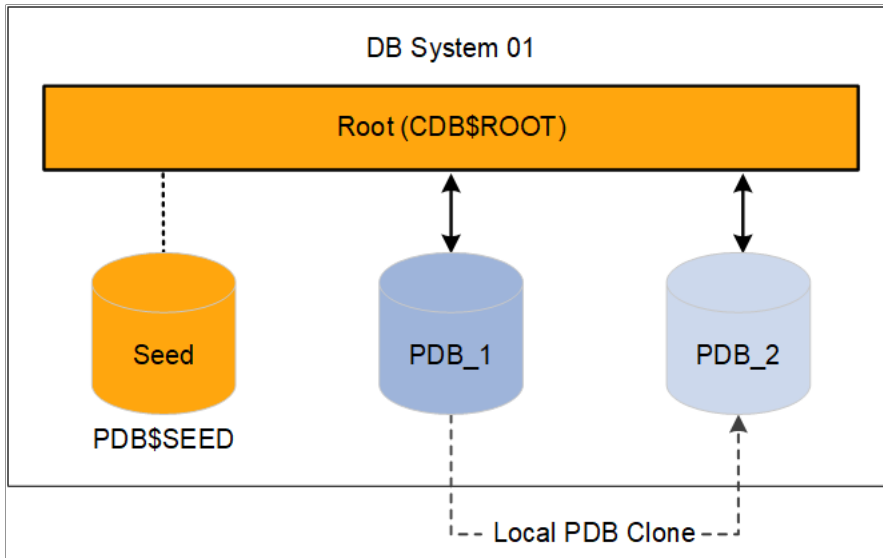 DB System 01
Root (CDB$ROOT)
Seed
PDB_1
PDB_2
PDB$SEED
Local PDB Clone